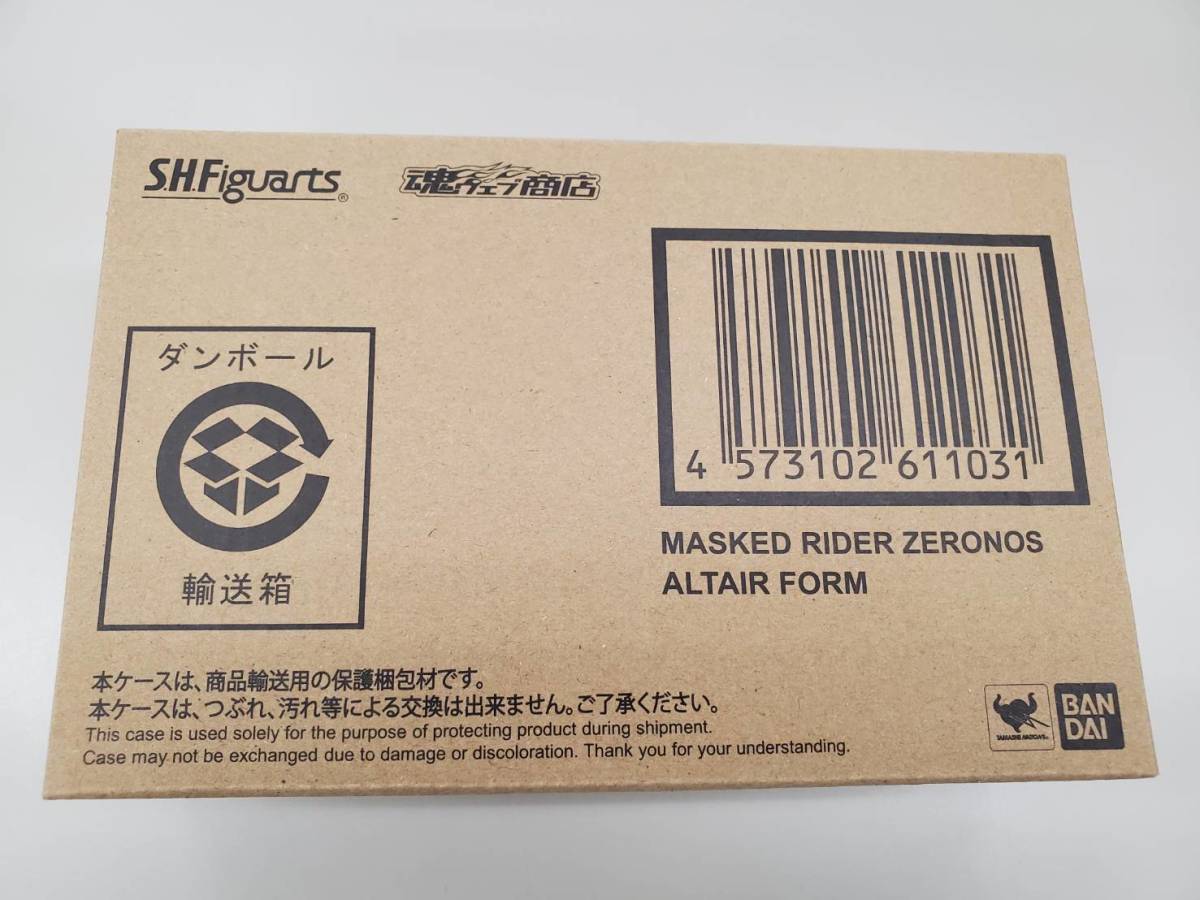 S.H.Figuarts®
魂ウェブ商店
ダンボール
輸送箱
4 573102 611031
MASKED RIDER ZERONOS
ALTAIR FORM
本ケースは、商品輸送用の保護梱包材です。
本ケースは、つぶれ、汚れ等による交換は出来ません。ご了承ください。
This case is used solely for the purpose of protecting product during shipment.
Case may not be exchanged due to damage or discoloration. Thank you for your understanding.
TAMASHII NATIONS
BAN
DAI